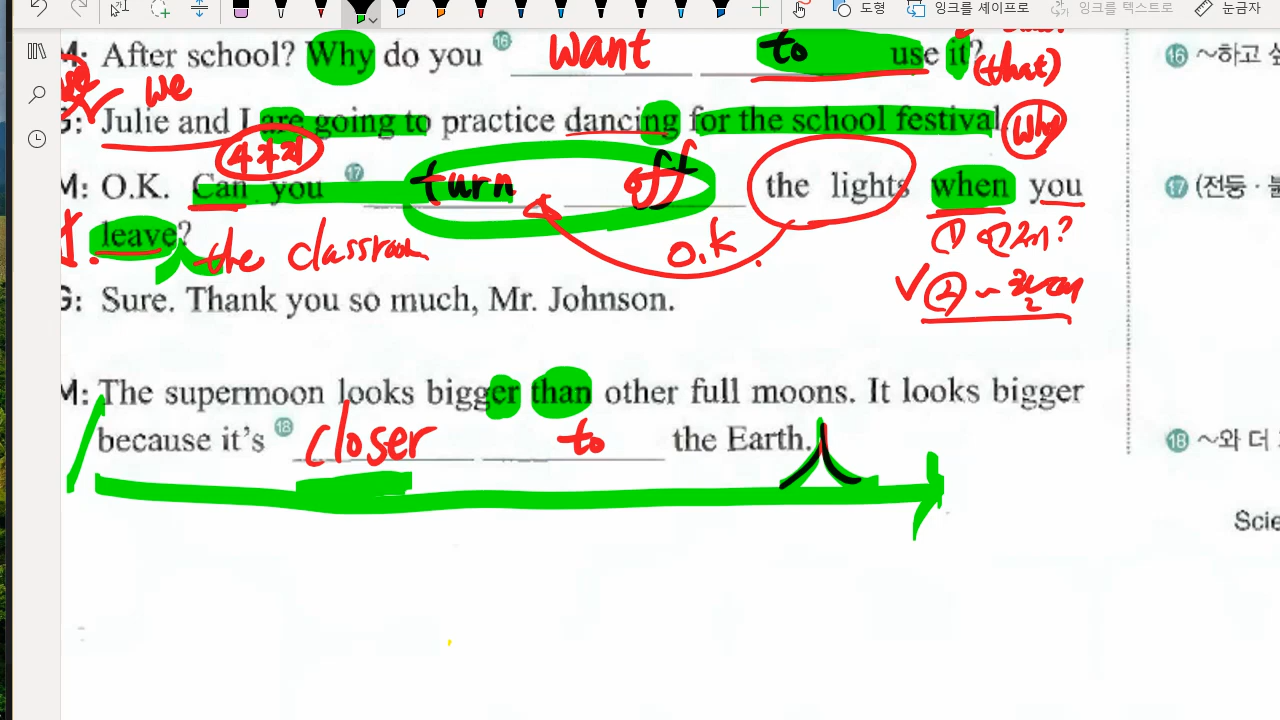 도형 잉크를 셰이프로 잉크를 텍스트로 눈금자
M: After school? Why do you ⑯ want to use it?
(that)
⑯ ~하고 싶
we
G: Julie and I are going to practice dancing for the school festival.
why
M: O.K. Can you ⑰ turn off the lights when you
⑰ (전등 · 불
leave?
the classroom
o.k.
① 언제?
✓ ② ~할 때
G: Sure. Thank you so much, Mr. Johnson.
M: The supermoon looks bigger than other full moons. It looks bigger
because it's ⑱ closer to the Earth.
⑱ ~와 더
Scie